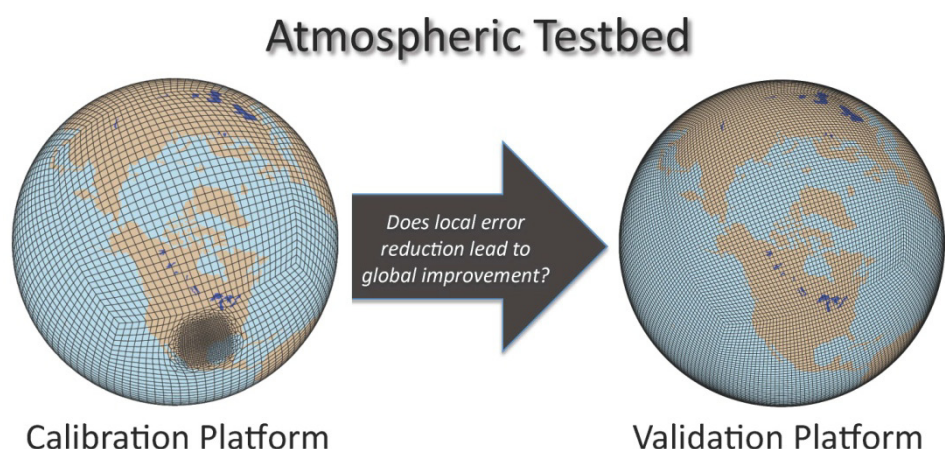 Atmospheric Testbed
Does local error
reduction lead to
global improvement?
Calibration Platform
Validation Platform